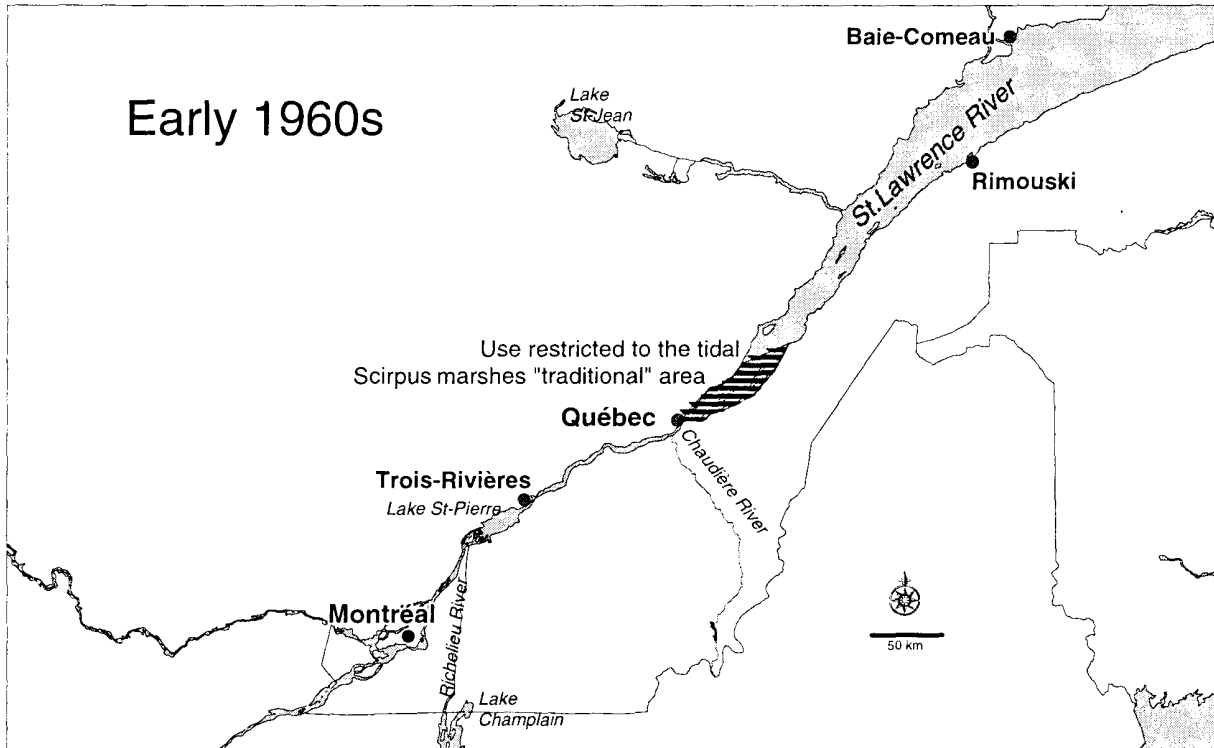 Baie-Comeau
Early 1960s
Lake
St-Jean
St.Lawrence River
Rimouski
Use restricted to the tidal
Scirpus marshes "traditional" area
Québec
Chaudière River
Trois-Rivières
Lake St-Pierre
Montréal
Richelieu River
50 km
Lake
Champlain